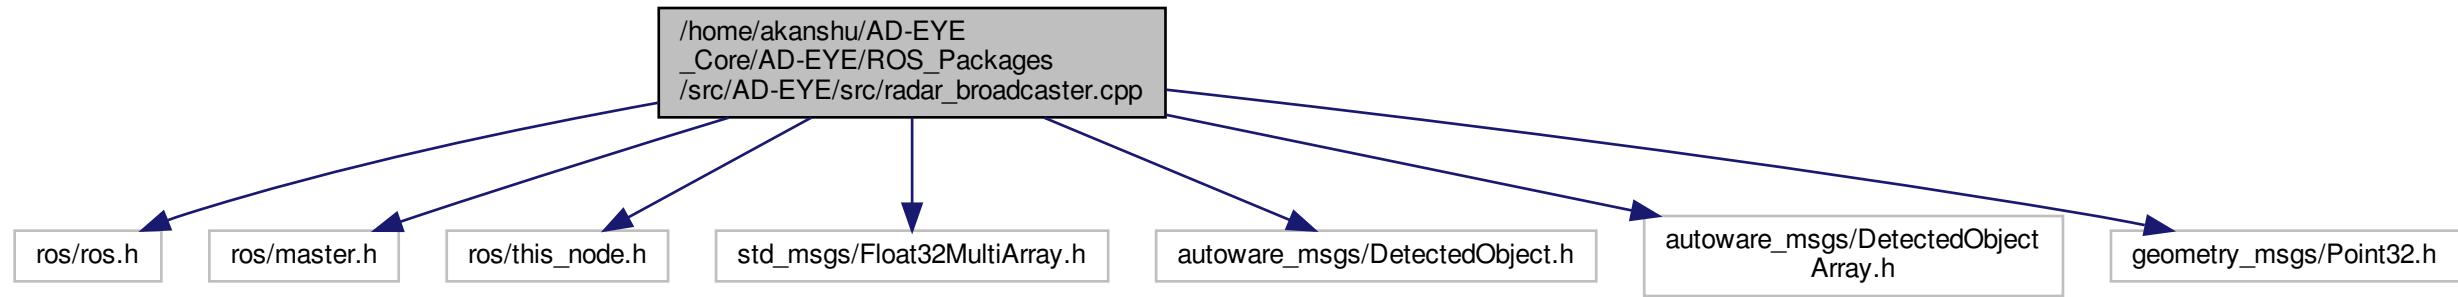 /home/akanshu/AD-EYE
_Core/AD-EYE/ROS_Packages
/src/AD-EYE/src/radar_broadcaster.cpp
ros/ros.h
ros/master.h
ros/this_node.h
std_msgs/Float32MultiArray.h
autoware_msgs/DetectedObject.h
autoware_msgs/DetectedObject
Array.h
geometry_msgs/Point32.h